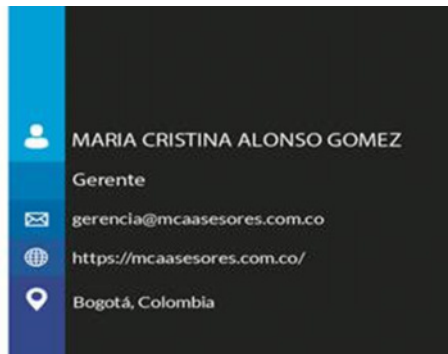 MARIA CRISTINA ALONSO GOMEZ
Gerente
gerencia@mcaasesores.com.co
https://mcaasesores.com.co/
Bogotá, Colombia